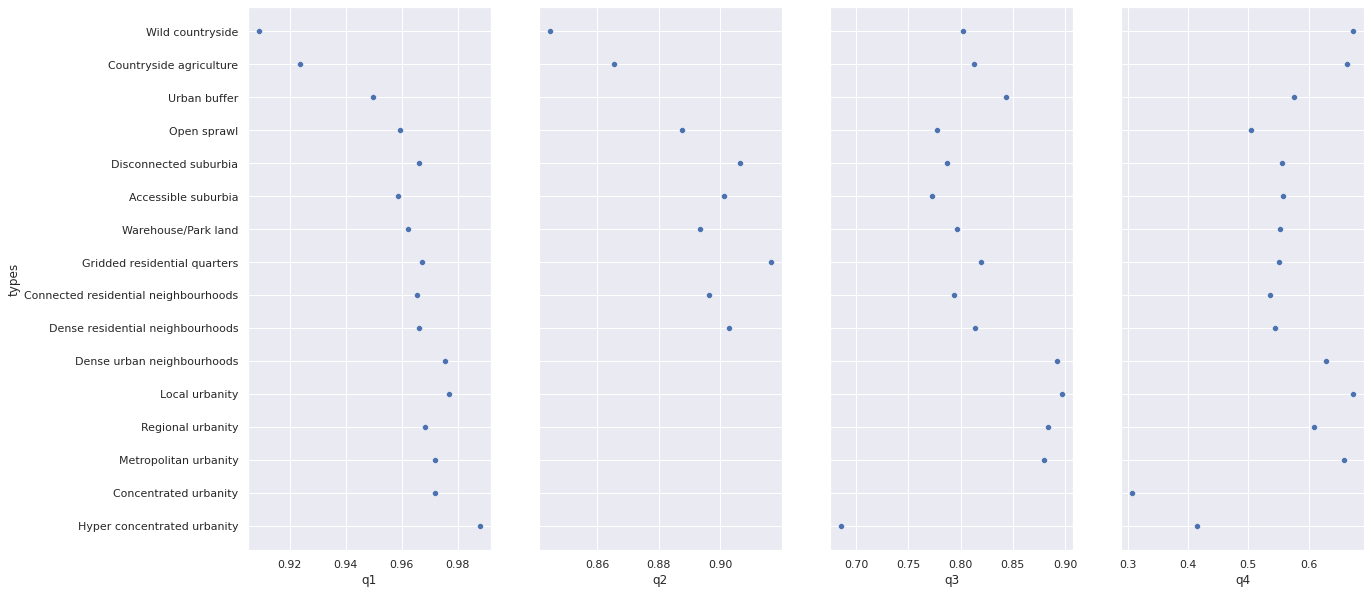 types
Wild countryside
Countryside agriculture
Urban buffer
Open sprawl
Disconnected suburbia
Accessible suburbia
Warehouse/Park land
Gridded residential quarters
Connected residential neighbourhoods
Dense residential neighbourhoods
Dense urban neighbourhoods
Local urbanity
Regional urbanity
Metropolitan urbanity
Concentrated urbanity
Hyper concentrated urbanity
0.92 0.94 0.96 0.98
q1
0.86 0.88 0.90
q2
0.70 0.75 0.80 0.85 0.90
q3
0.3 0.4 0.5 0.6
q4